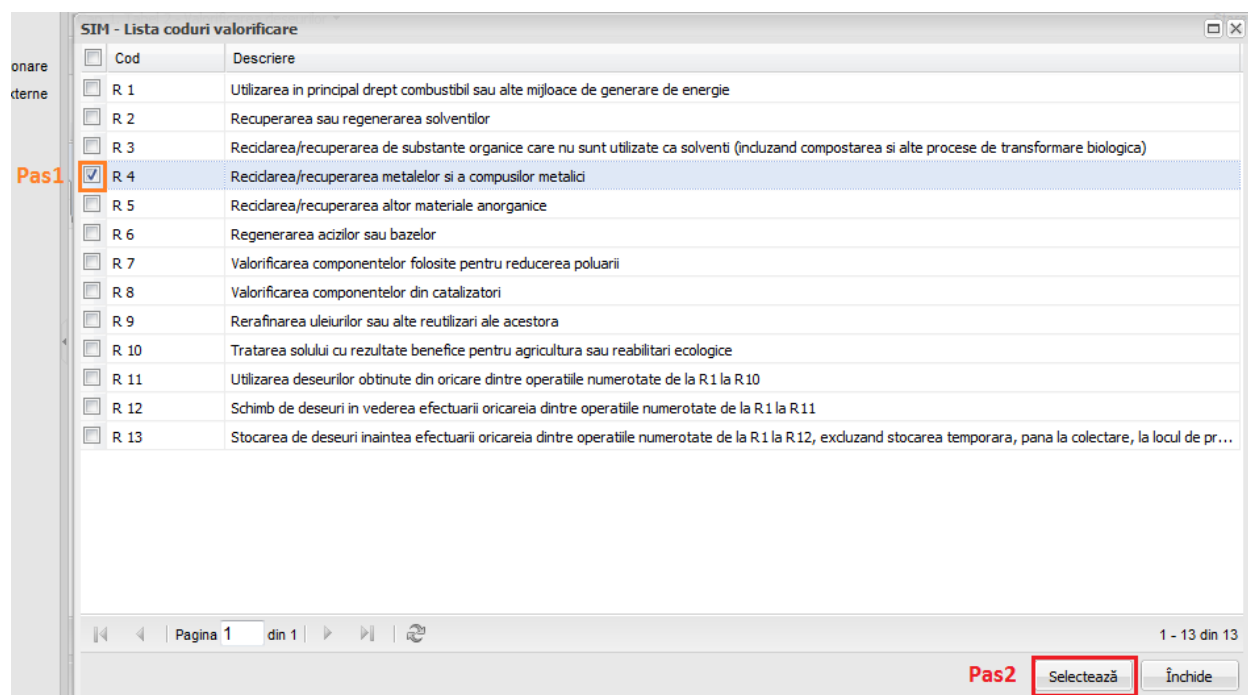 SIM - Lista coduri valorificare
onare
xterne
Cod Descriere
R 1 Utilizarea in principal drept combustibil sau alte mijloace de generare de energie
R 2 Recuperarea sau regenerarea solventilor
R 3 Reciclarea/recuperarea de substante organice care nu sunt utilizate ca solventi (incluzand compostarea si alte procese de transformare biologica)
Pas1 R 4 Reciclarea/recuperarea metalelor si a compusilor metalici
R 5 Reciclarea/recuperarea altor materiale anorganice
R 6 Regenerarea acizilor sau bazelor
R 7 Valorificarea componentelor folosite pentru reducerea poluarii
R 8 Valorificarea componentelor din catalizatori
R 9 Rerafinarea uleiurilor sau alte reutilizari ale acestora
R 10 Tratarea solului cu rezultate benefice pentru agricultura sau reabilitari ecologice
R 11 Utilizarea deseurilor obtinute din oricare dintre operatiile numerotate de la R1 la R10
R 12 Schimb de deseuri in vederea efectuarii oricareia dintre operatiile numerotate de la R1 la R11
R 13 Stocarea de deseuri inaintea efectuarii oricareia dintre operatiile numerotate de la R1 la R12, excluzand stocarea temporara, pana la colectare, la locul de pr...
Pagina 1 din 1 1 - 13 din 13
Pas2 Selectează Închide